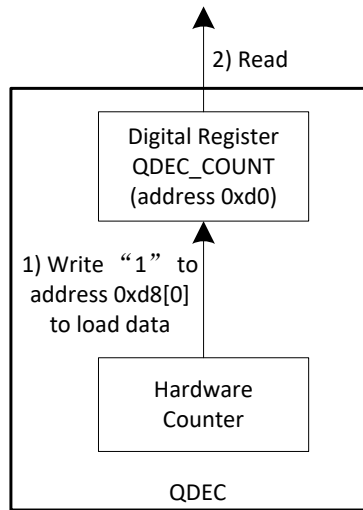 2) Read
Digital Register
QDEC_COUNT
(address 0xd0)
1) Write “1” to
address 0xd8[0]
to load data
Hardware
Counter
QDEC